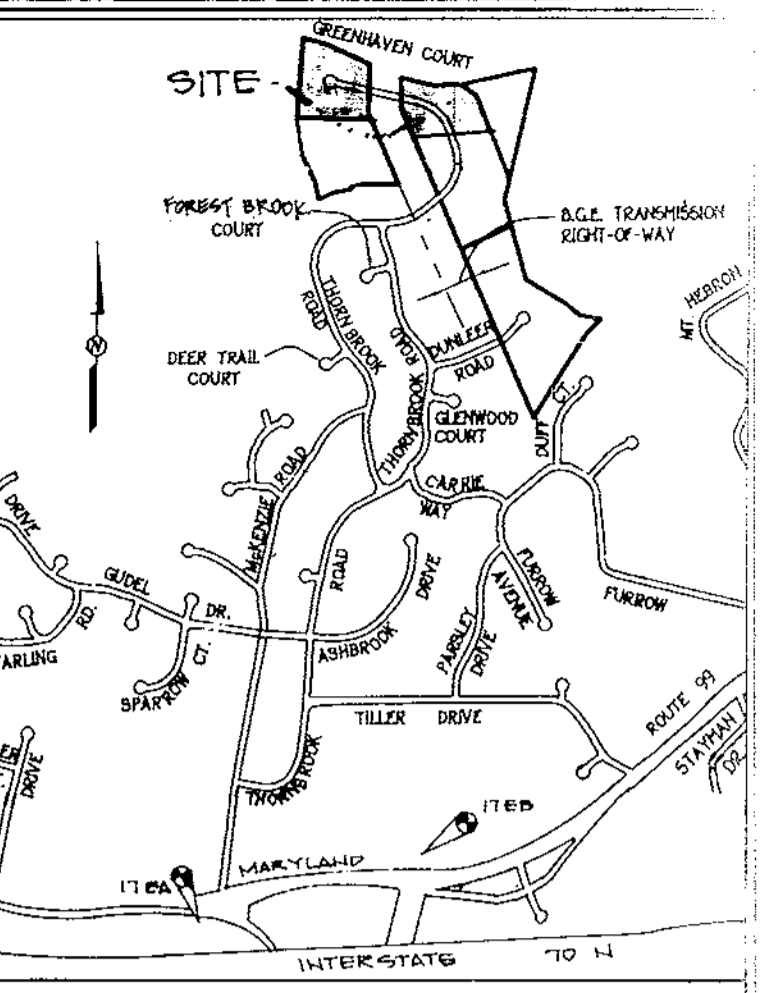 GREENHAVEN COURT
SITE
FOREST BROOK
COURT
B.G.E. TRANSMISSION
RIGHT-OF-WAY
MT HEBRON
THORNBROOK
ROAD
ROAD
DUNLEER
ROAD
DEER TRAIL
COURT
THORNBROOK
GLENWOOD
COURT
DUFF CT.
McKENZIE ROAD
CARRIE
WAY
DRIVE
GUDEL
DR.
RD.
ROAD
DRIVE
FURROW
AVENUE
FURROW
ARLING
SPARROW
CT.
ASHBROOK
PARSLEY
DRIVE
TILLER DRIVE
ROUTE 99
STAYMAN
DR.
DRIVE
THORNBROOK
17EB
MARYLAND
17EA
INTERSTATE 70 N
N